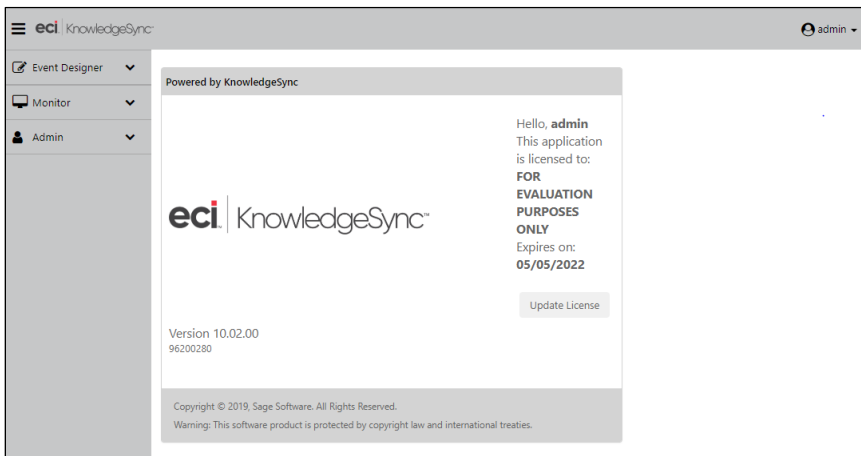 eci KnowledgeSync™
admin
Event Designer
Monitor
Admin
Powered by KnowledgeSync
Hello, admin
This application
is licensed to:
FOR
EVALUATION
PURPOSES
ONLY
Expires on:
05/05/2022
eci KnowledgeSync™
Update License
Version 10.02.00
96200280
Copyright © 2019, Sage Software. All Rights Reserved.
Warning: This software product is protected by copyright law and international treaties.